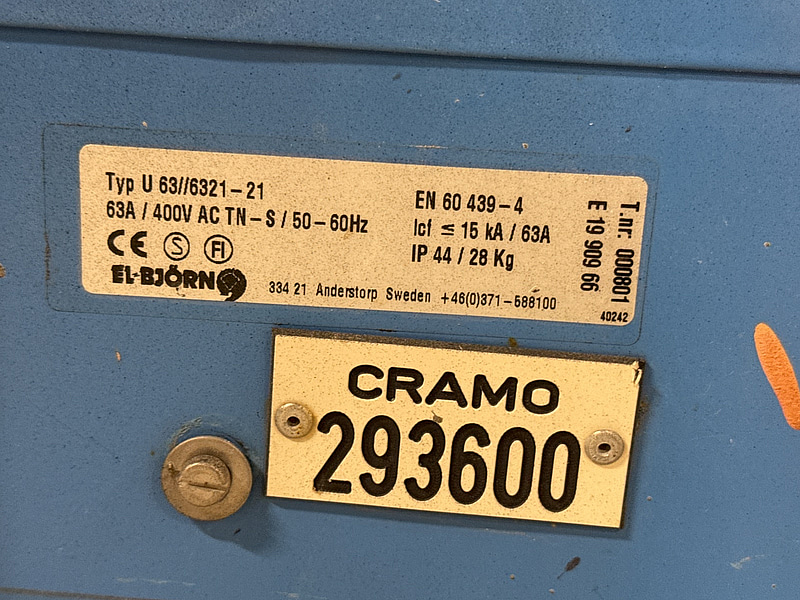 Typ U 63//6321-21
63A / 400V AC TN-S / 50-60Hz
CE S FI
EL-BJÖRN
334 21 Anderstorp Sweden +46(0)371-588100
EN 60 439-4
Icf ≤ 15 kA / 63A
IP 44 / 28 Kg
T.nr. 000801
E 19 909 66
40242
CRAMO
293600